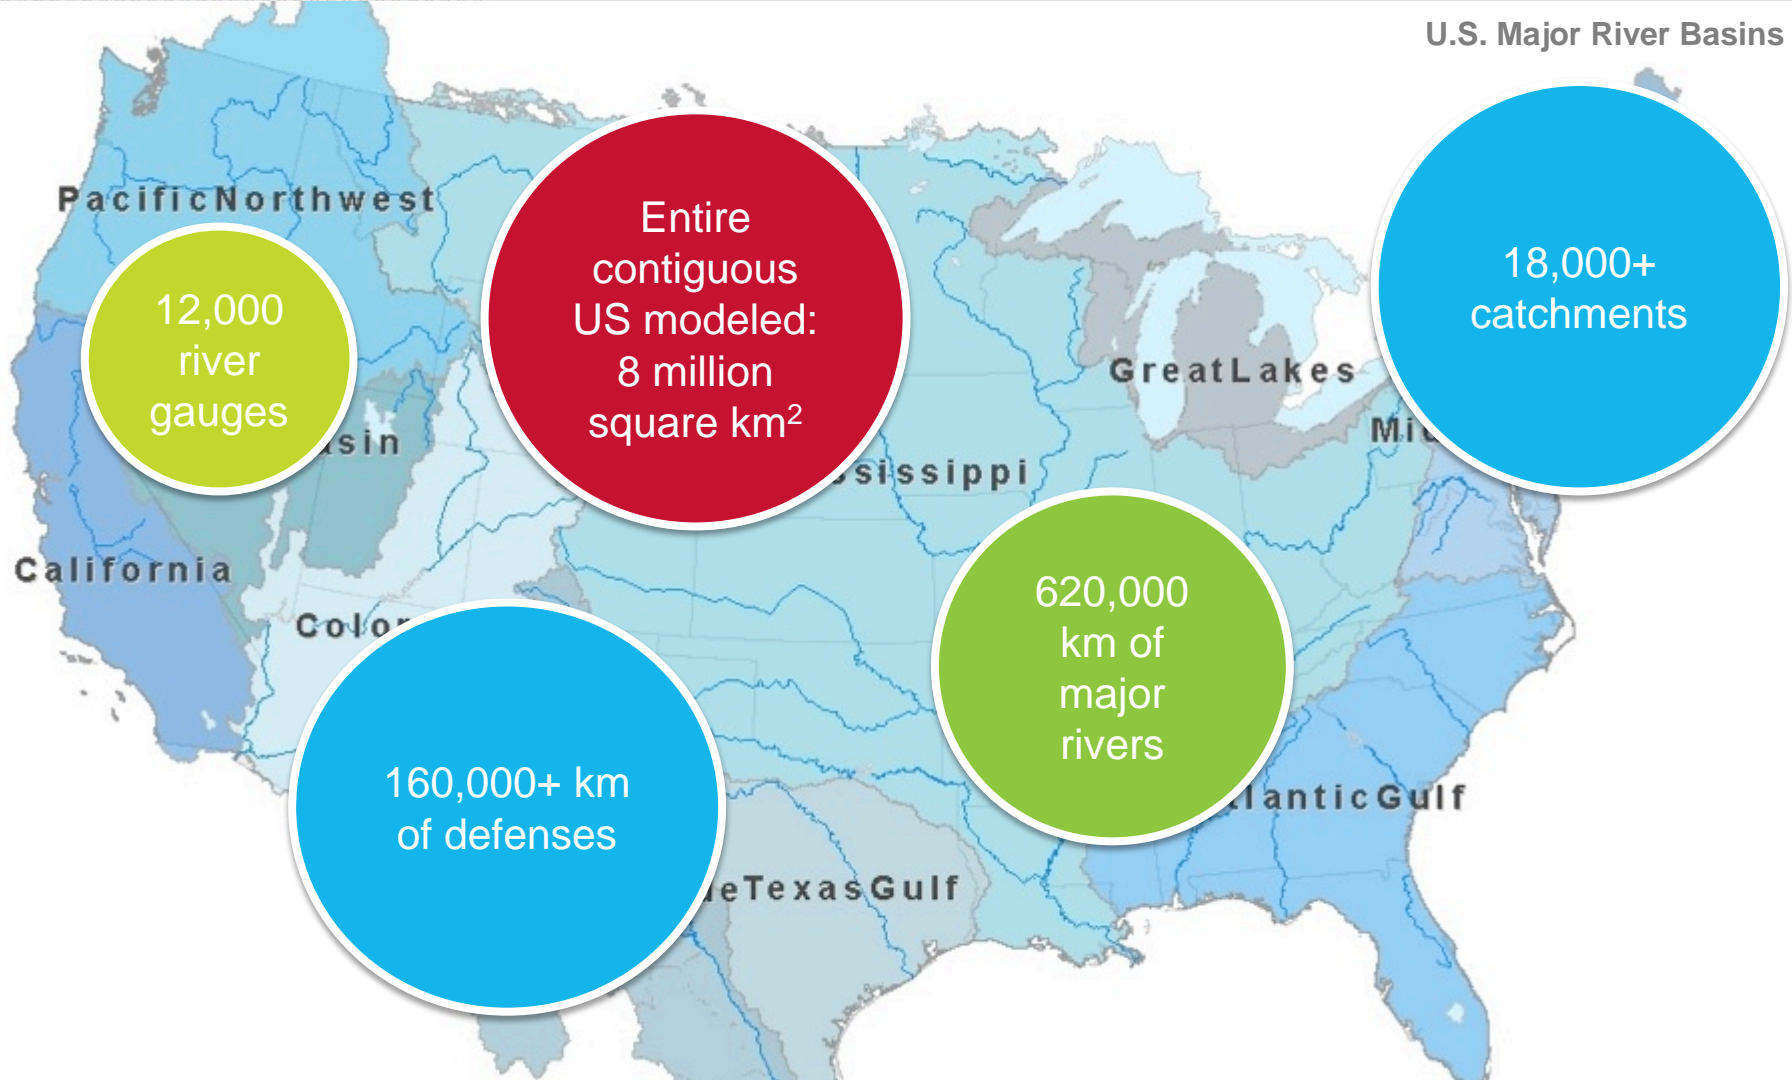 U.S. Major River Basins
PacificNorthwest
12,000
river
gauges
Entire
contiguous
US modeled:
8 million
square km²
18,000+
catchments
GreatLakes
California
620,000
km of
major
rivers
160,000+ km
of defenses